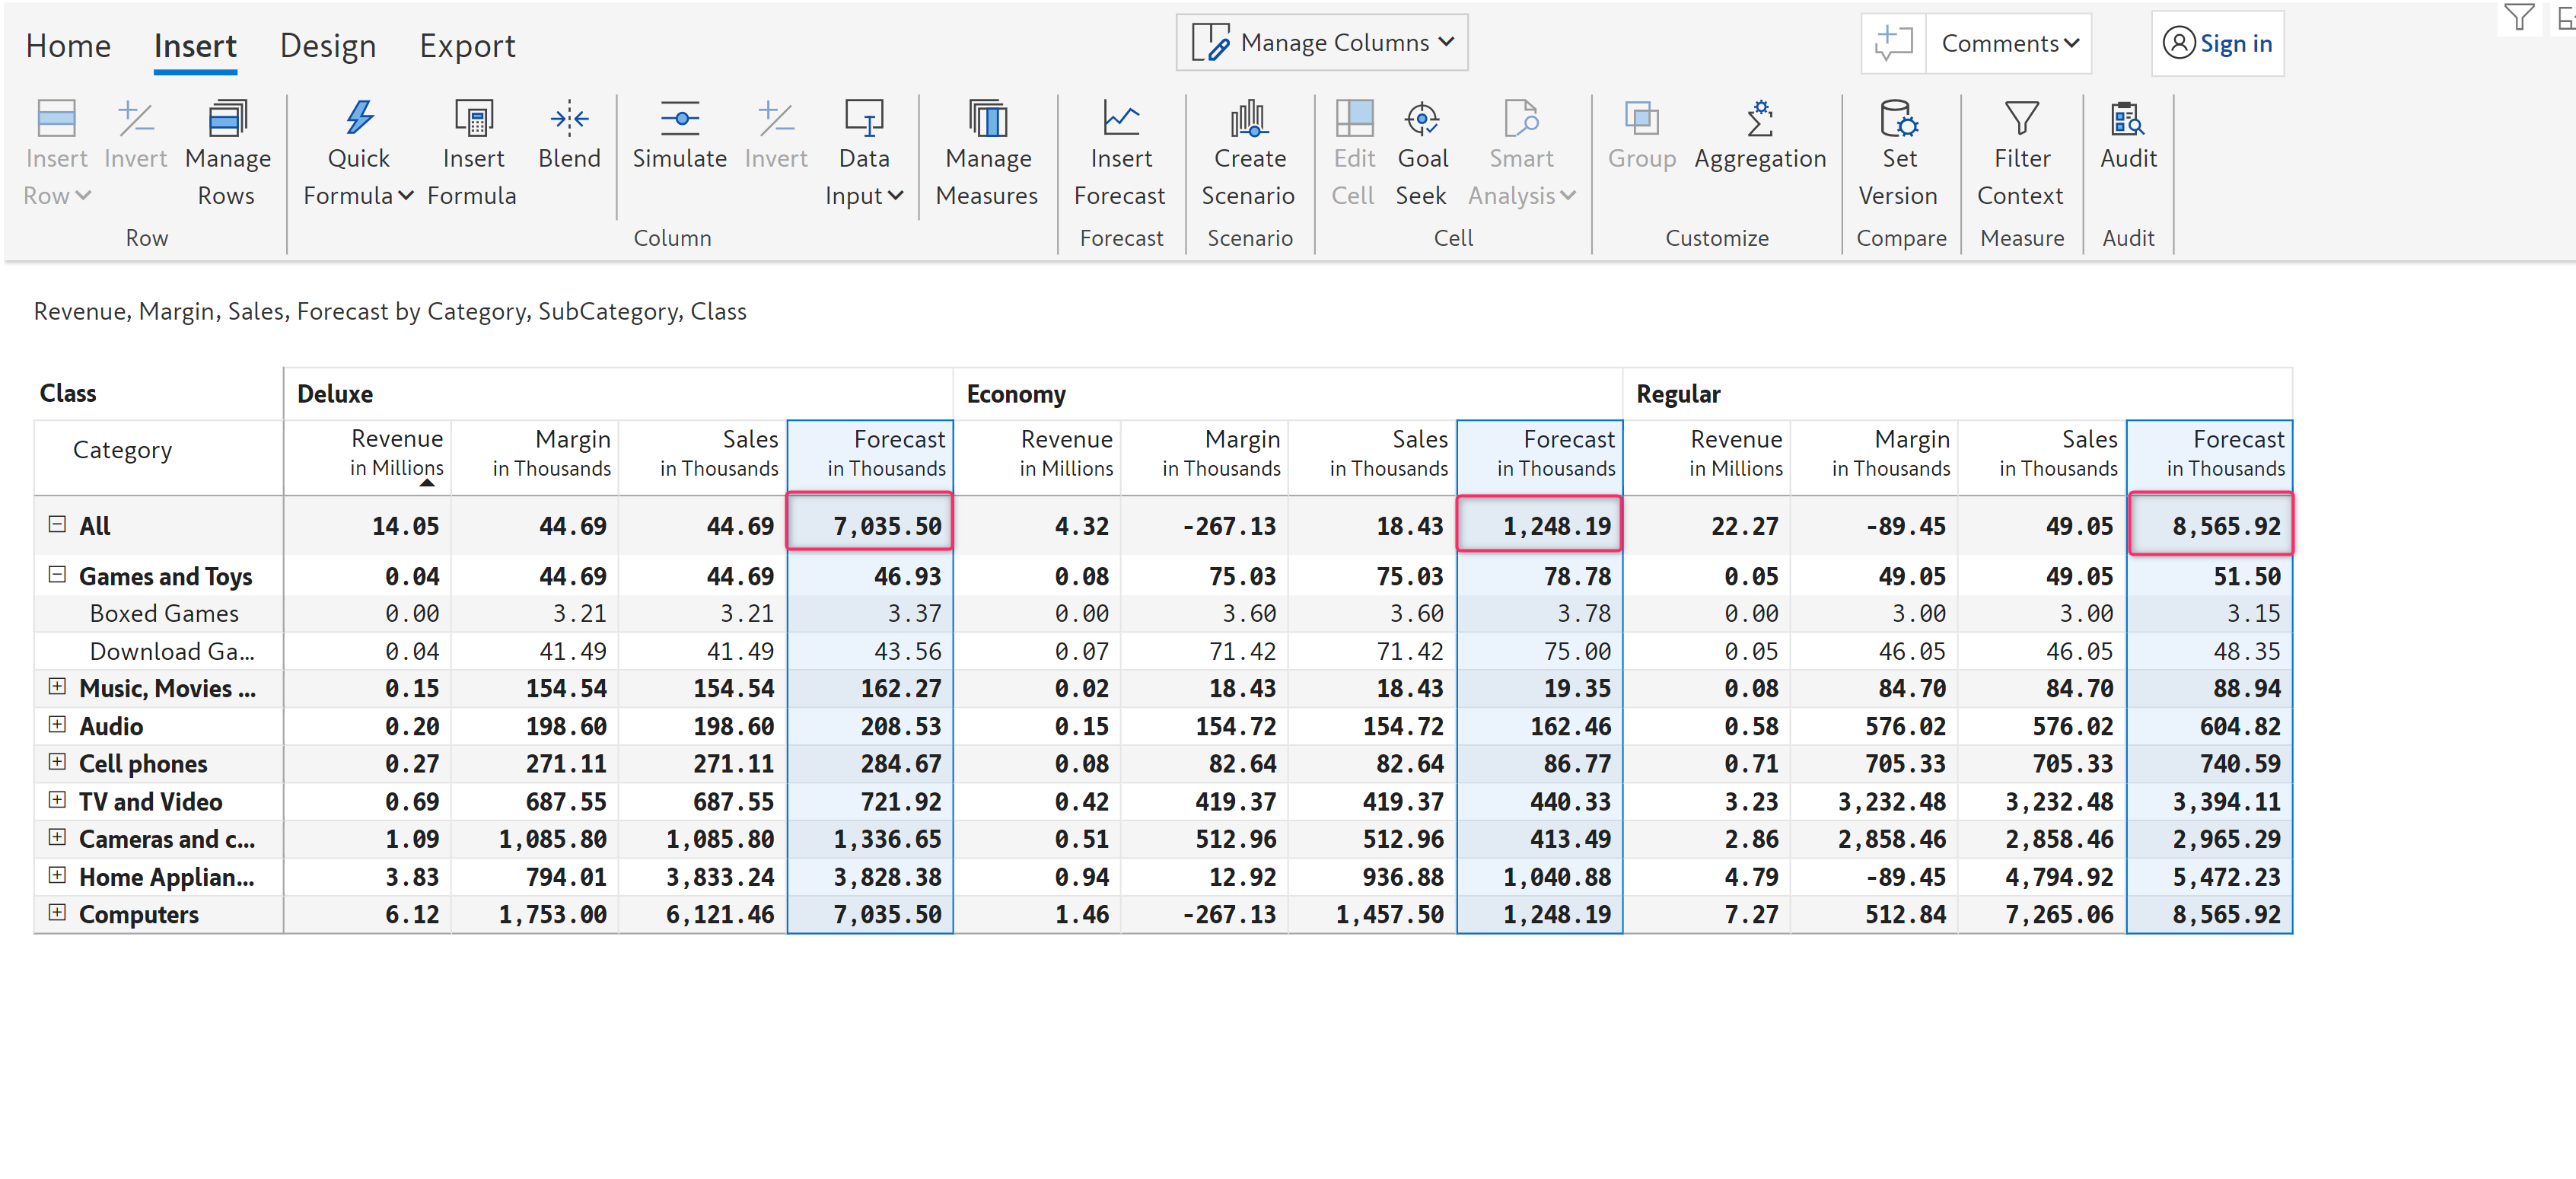 Home Insert Design Export Manage Columns Comments Sign in
Insert Row Invert Manage Rows Quick Formula Insert Formula Blend Simulate Invert Data Input Manage Measures Insert Forecast Create Scenario Edit Cell Goal Seek Smart Analysis Group Aggregation Set Version Filter Context Audit
Row Column Forecast Scenario Cell Customize Compare Measure Audit
Revenue, Margin, Sales, Forecast by Category, SubCategory, Class
Class Deluxe Economy Regular
Category Revenue Margin Sales Forecast Revenue Margin Sales Forecast Revenue Margin Sales Forecast
in Millions in Thousands in Thousands in Thousands in Millions in Thousands in Thousands in Thousands in Millions in Thousands in Thousands in Thousands
All 14.05 44.69 44.69 7,035.50 4.32 -267.13 18.43 1,248.19 22.27 -89.45 49.05 8,565.92
Games and Toys 0.04 44.69 44.69 46.93 0.08 75.03 75.03 78.78 0.05 49.05 49.05 51.50
Boxed Games 0.00 3.21 3.21 3.37 0.00 3.60 3.60 3.78 0.00 3.00 3.00 3.15
Download Ga... 0.04 41.49 41.49 43.56 0.07 71.42 71.42 75.00 0.05 46.05 46.05 48.35
Music, Movies ... 0.15 154.54 154.54 162.27 0.02 18.43 18.43 19.35 0.08 84.70 84.70 88.94
Audio 0.20 198.60 198.60 208.53 0.15 154.72 154.72 162.46 0.58 576.02 576.02 604.82
Cell phones 0.27 271.11 271.11 284.67 0.08 82.64 82.64 86.77 0.71 705.33 705.33 740.59
TV and Video 0.69 687.55 687.55 721.92 0.42 419.37 419.37 440.33 3.23 3,232.48 3,232.48 3,394.11
Cameras and c... 1.09 1,085.80 1,085.80 1,336.65 0.51 512.96 512.96 413.49 2.86 2,858.46 2,858.46 2,965.29
Home Applian... 3.83 794.01 3,833.24 3,828.38 0.94 12.92 936.88 1,040.88 4.79 -89.45 4,794.92 5,472.23
Computers 6.12 1,753.00 6,121.46 7,035.50 1.46 -267.13 1,457.50 1,248.19 7.27 512.84 7,265.06 8,565.92